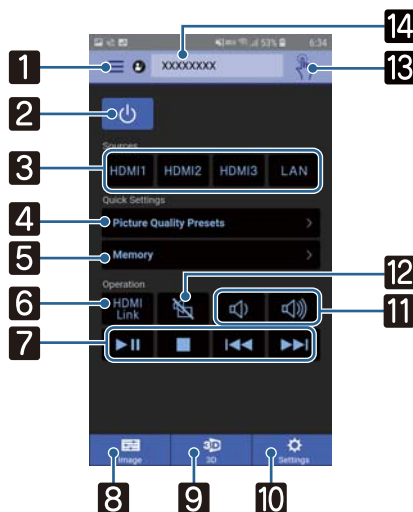 14
53% 6:34
1 XXXXXXXX 13
2
Sources
3 HDMI1 HDMI2 HDMI3 LAN
Quick Settings
4 Picture Quality Presets
5 Memory
Operation
12
6 HDMI
Link
11
7
Image 3D 3D Settings
8 9 10